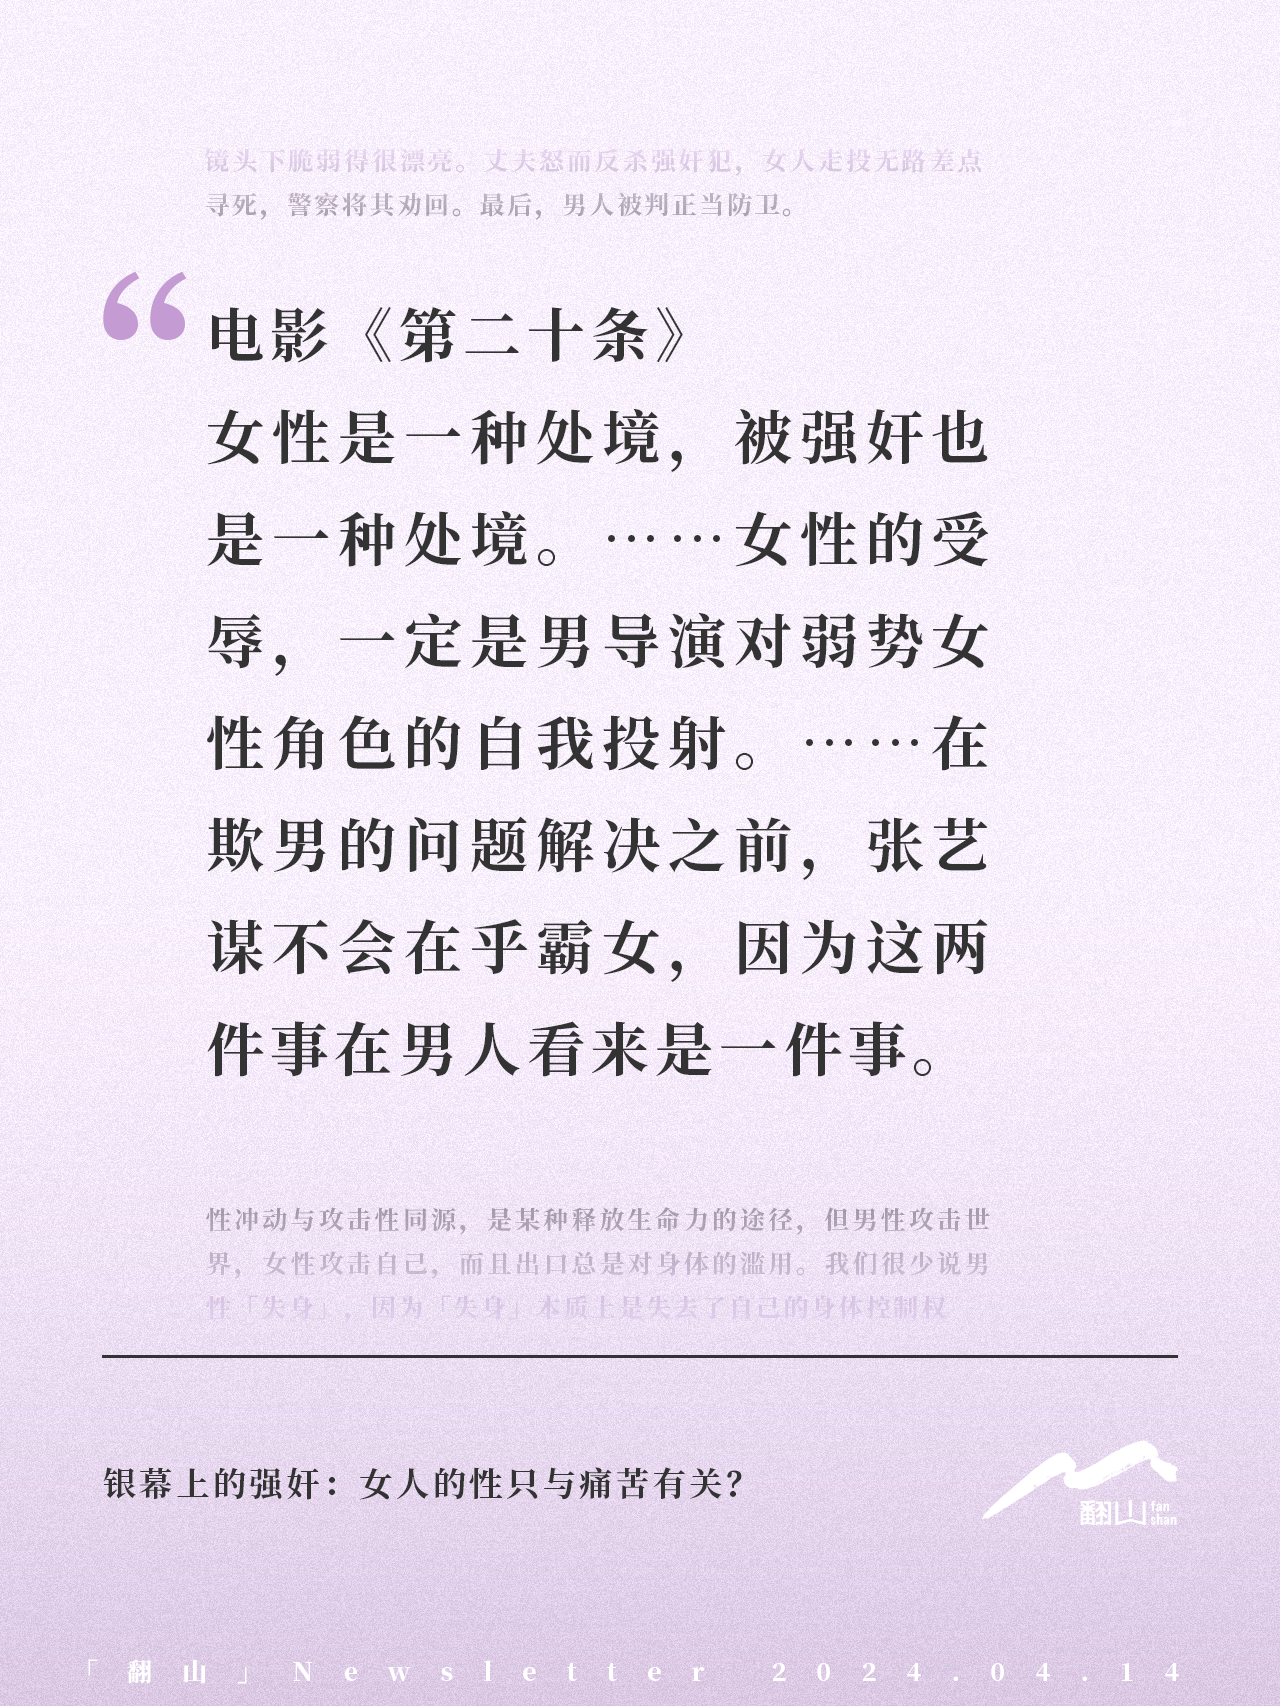 镜头下脆弱得很漂亮。丈夫怒而反杀强奸犯，女人走投无路差点
寻死，警察将其劝回。最后，男人被判正当防卫。
“电影《第二十条》
女性是一种处境，被强奸也
是一种处境。……女性的受
辱，一定是男导演对弱势女
性角色的自我投射。……在
欺男的问题解决之前，张艺
谋不会在乎霸女，因为这两
件事在男人看来是一件事。
性冲动与攻击性同源，是某种释放生命力的途径，但男性攻击世
界，女性攻击自己，而且出口总是对身体的滥用。我们很少说男
性「失身」，因为「失身」本质上是失去了自己的身体控制权
银幕上的强奸：女人的性只与痛苦有关？
翻山 fan shan
「翻山」Newsletter 2024.04.14